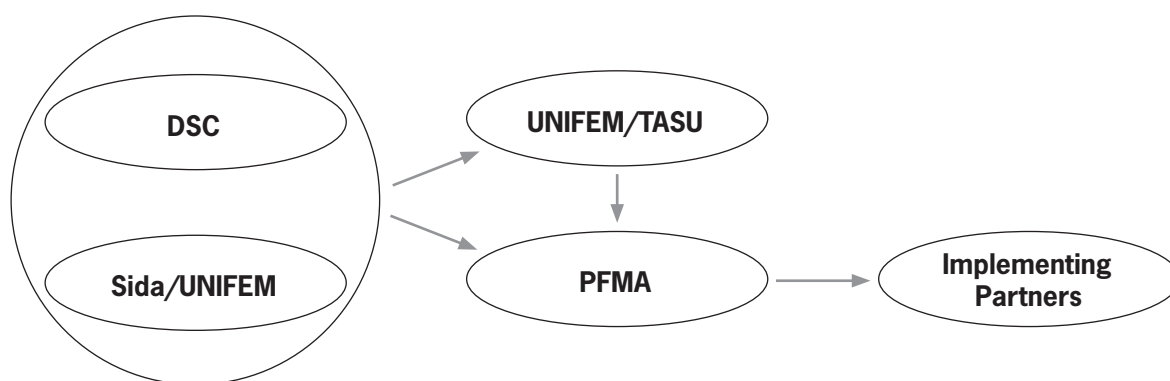 DSC
UNIFEM/TASU
Sida/UNIFEM
PFMA
Implementing
Partners